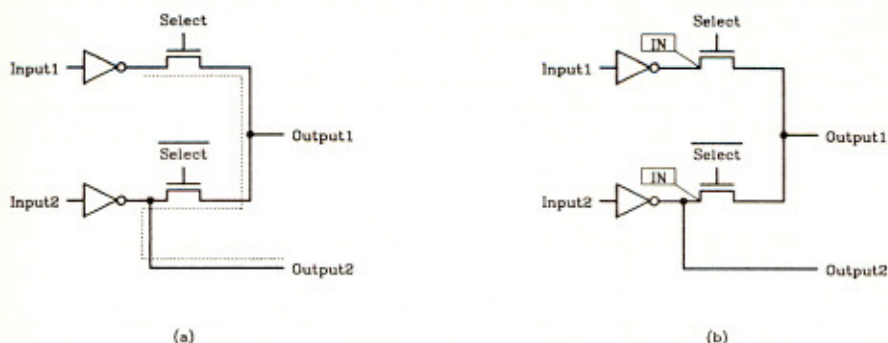 Select
Input1
Output1
Select
Input2
Output2
(a)
Select
IN
Input1
Output1
Select
IN
Input2
Output2
(b)